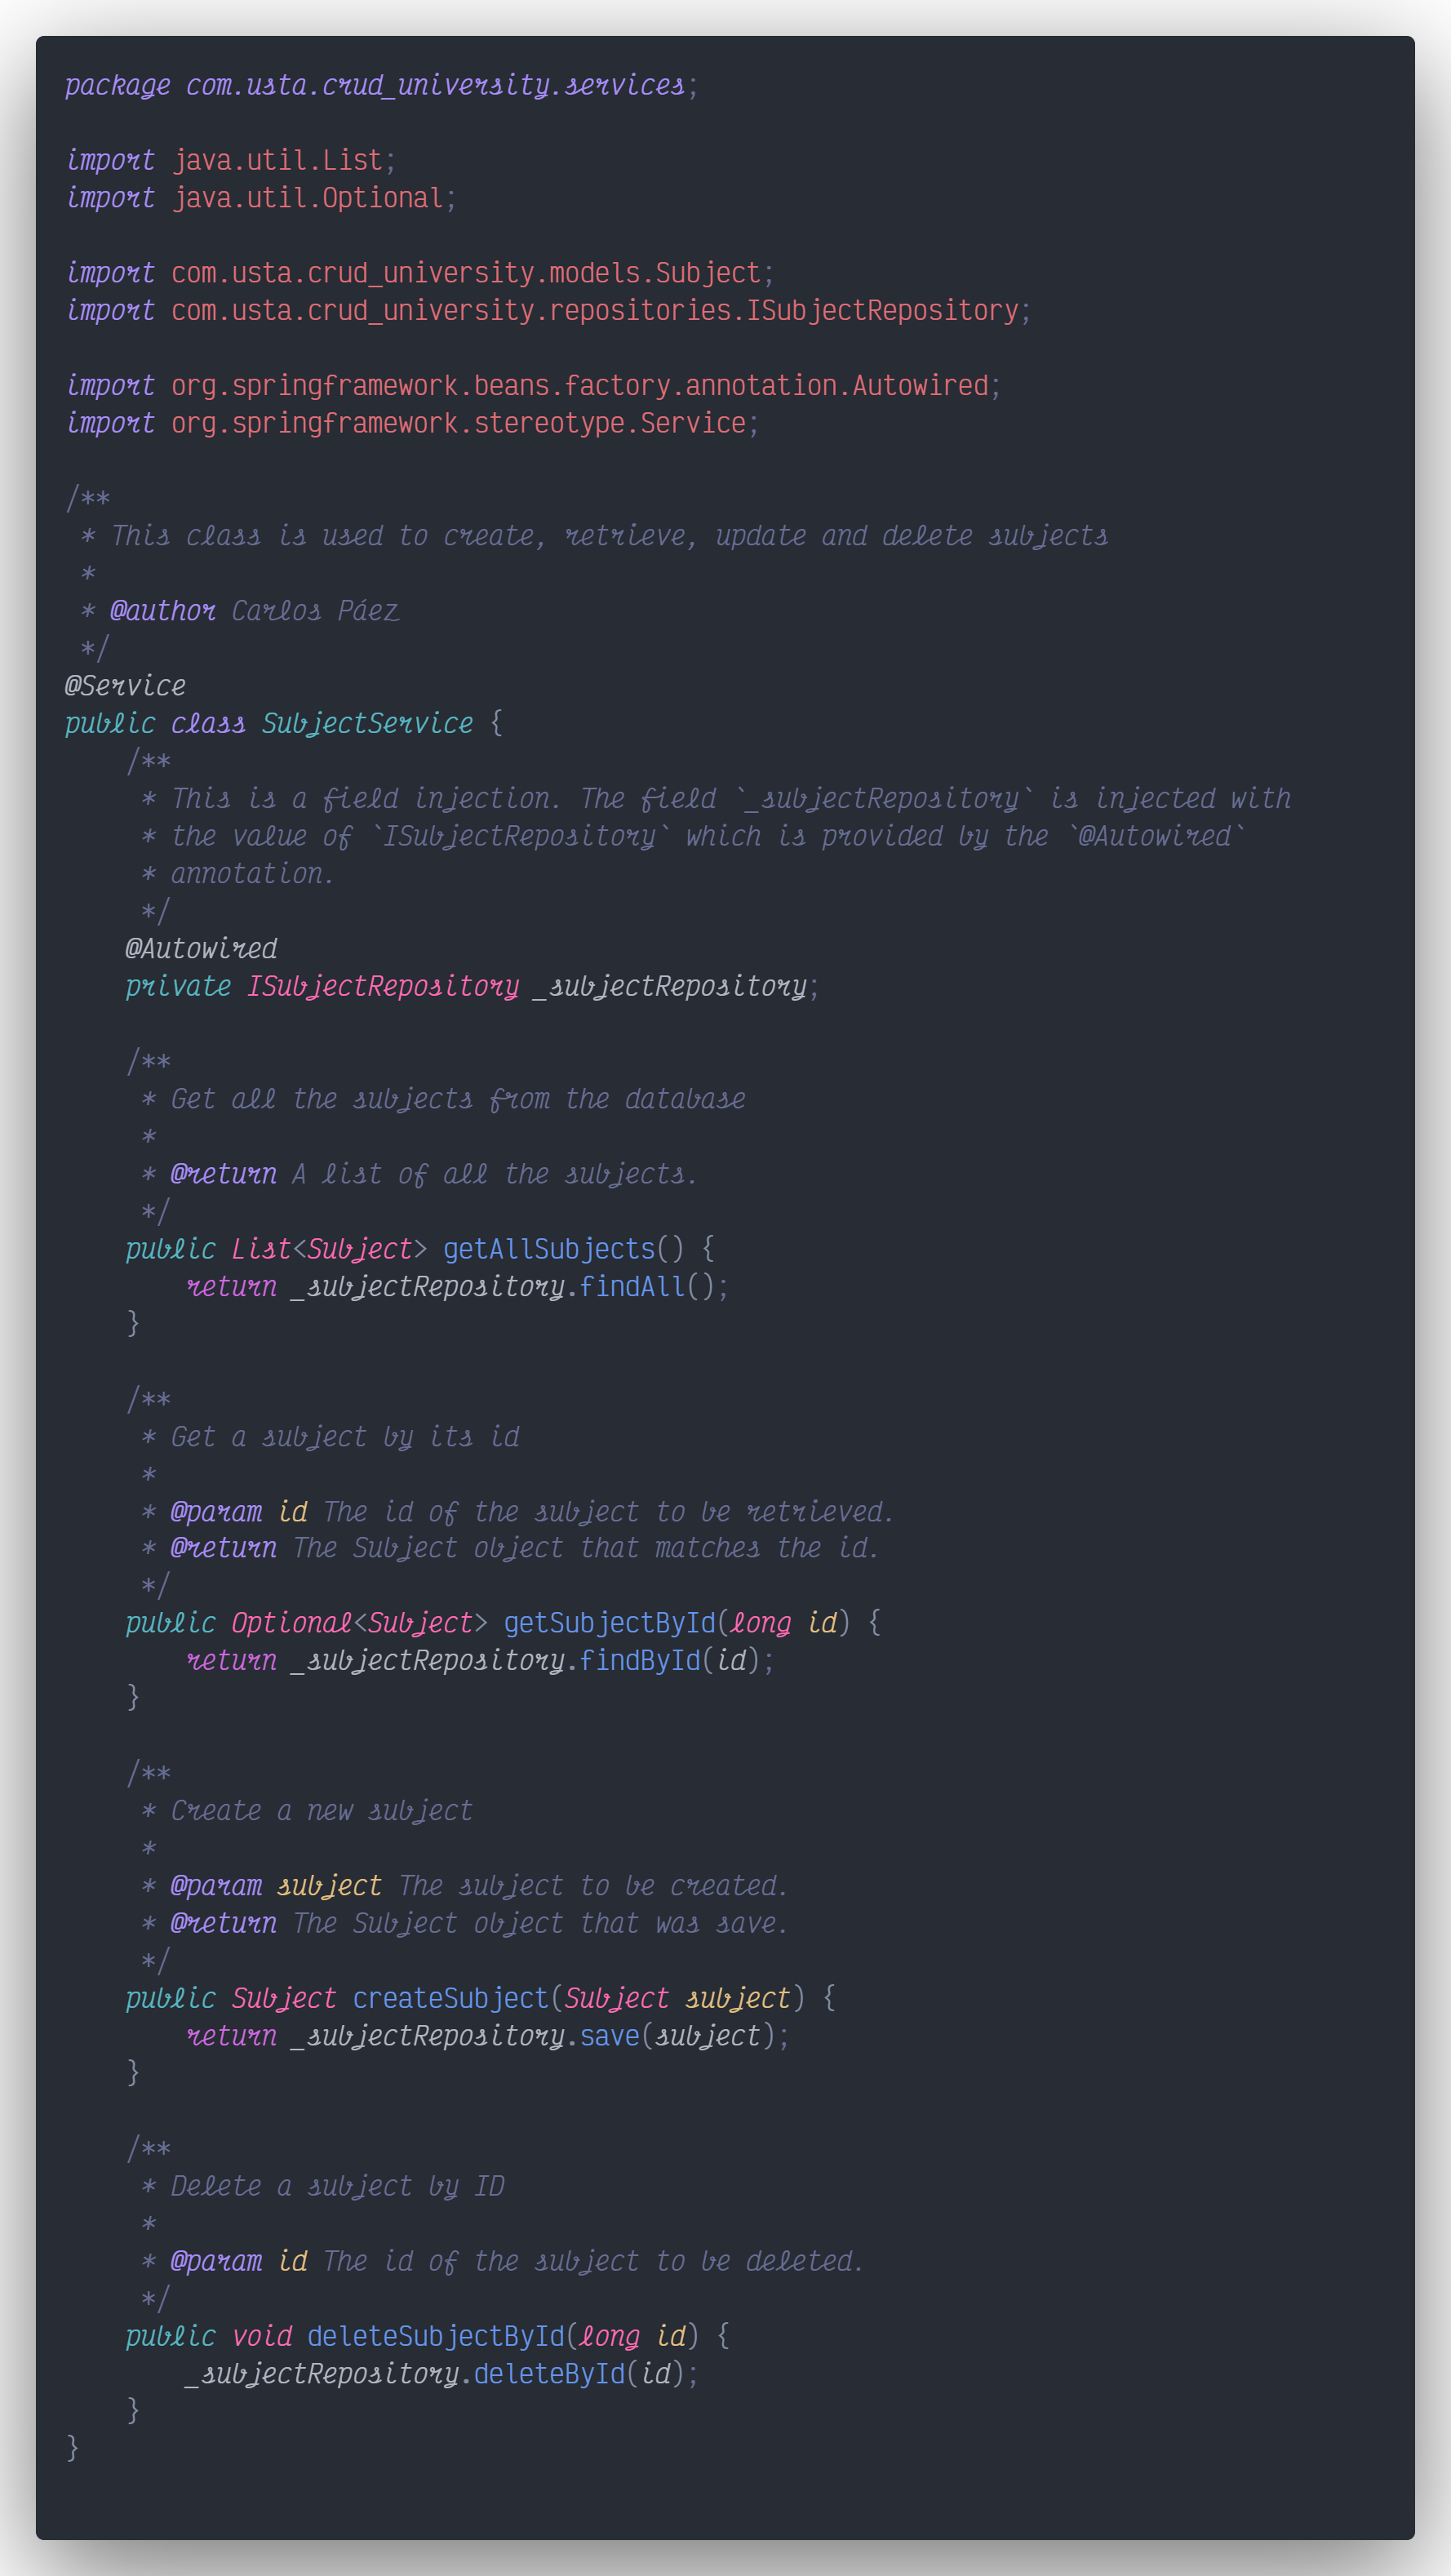 package com.usta.crud_university.services;

import java.util.List;
import java.util.Optional;

import com.usta.crud_university.models.Subject;
import com.usta.crud_university.repositories.ISubjectRepository;

import org.springframework.beans.factory.annotation.Autowired;
import org.springframework.stereotype.Service;

/**
 * This class is used to create, retrieve, update and delete subjects
 *
 * @author Carlos Páez
 */
@Service
public class SubjectService {
    /**
     * This is a field injection. The field `_subjectRepository` is injected with
     * the value of `ISubjectRepository` which is provided by the `@Autowired`
     * annotation.
     */
    @Autowired
    private ISubjectRepository _subjectRepository;

    /**
     * Get all the subjects from the database
     *
     * @return A list of all the subjects.
     */
    public List<Subject> getAllSubjects() {
        return _subjectRepository.findAll();
    }

    /**
     * Get a subject by its id
     *
     * @param id The id of the subject to be retrieved.
     * @return The Subject object that matches the id.
     */
    public Optional<Subject> getSubjectById(long id) {
        return _subjectRepository.findById(id);
    }

    /**
     * Create a new subject
     *
     * @param subject The subject to be created.
     * @return The Subject object that was save.
     */
    public Subject createSubject(Subject subject) {
        return _subjectRepository.save(subject);
    }

    /**
     * Delete a subject by ID
     *
     * @param id The id of the subject to be deleted.
     */
    public void deleteSubjectById(long id) {
        _subjectRepository.deleteById(id);
    }
}